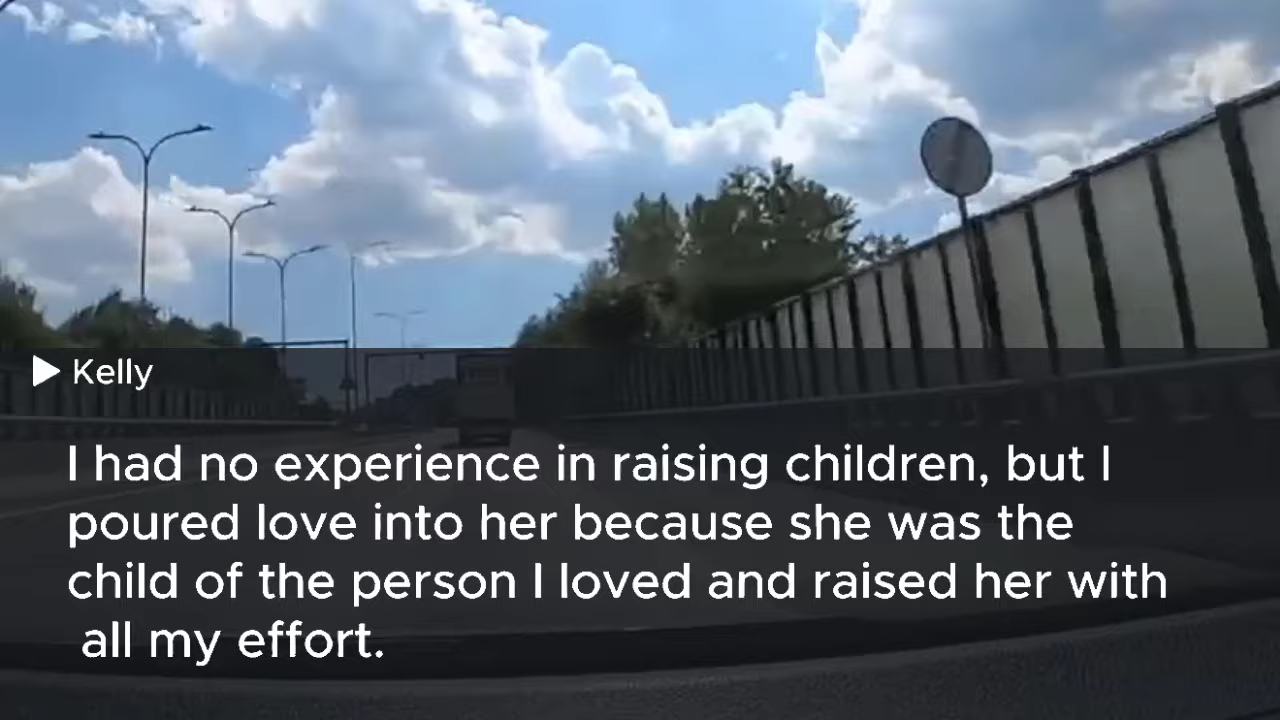 Kelly
I had no experience in raising children, but I
poured love into her because she was the
child of the person I loved and raised her with
all my effort.